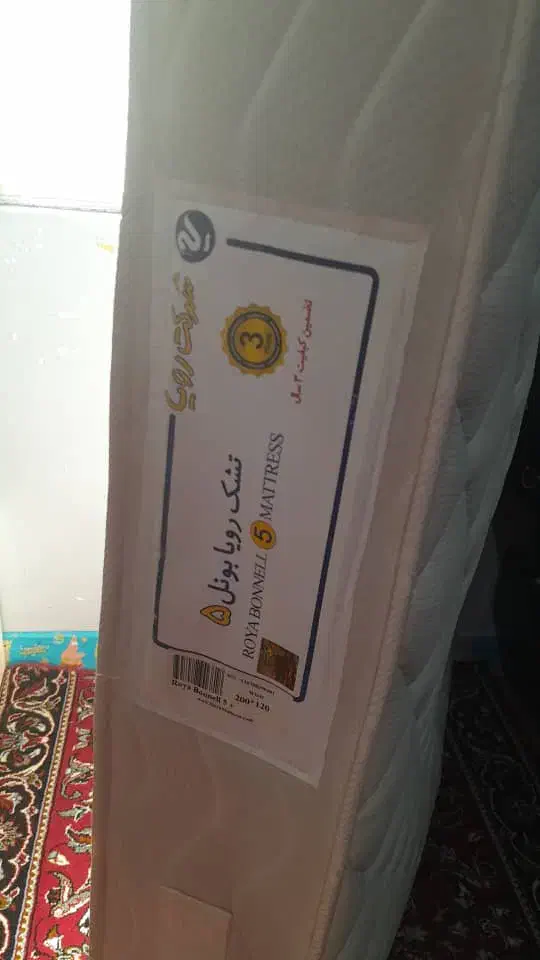 شرکت رویا
3
تضمین کیفیت ۳ سال
تشک رویا بونل ۵
ROYA BONNELL 5 MATTRESS
200*120
Roya Bonnell 5 +